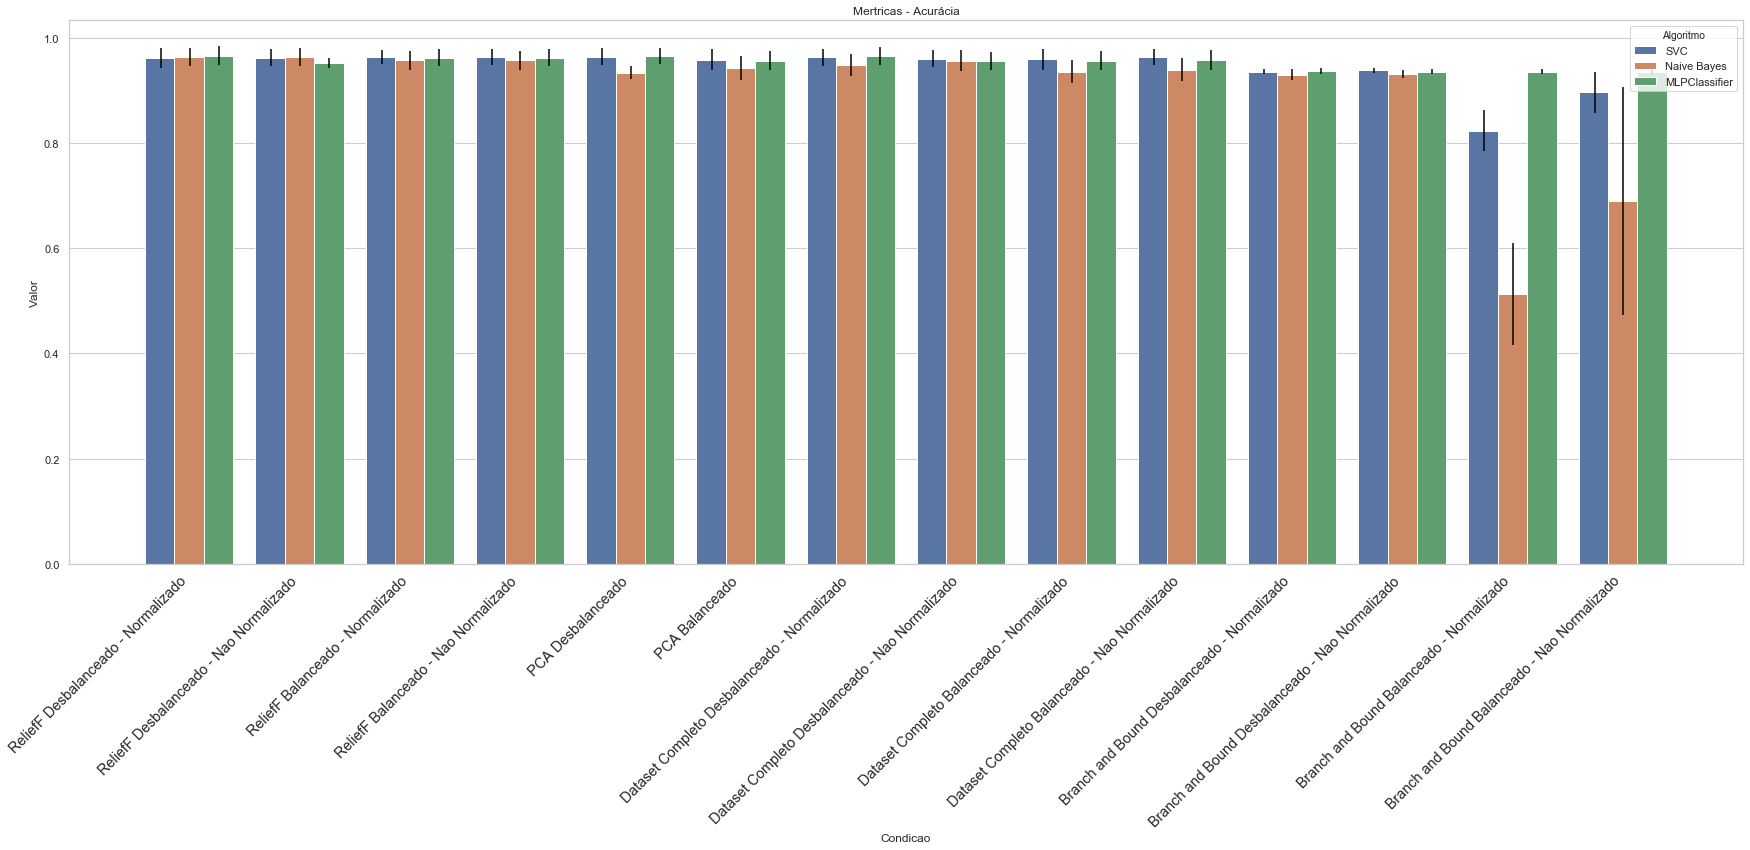 Mertricas - Acurácia
Algoritmo
SVC
Naive Bayes
MLPClassifier
Valor
1.0
0.8
0.6
0.4
0.2
0.0
ReliefF Desbalanceado - Normalizado
ReliefF Desbalanceado - Nao Normalizado
ReliefF Balanceado - Normalizado
ReliefF Balanceado - Nao Normalizado
PCA Desbalanceado
PCA Balanceado
Dataset Completo Desbalanceado - Normalizado
Dataset Completo Desbalanceado - Nao Normalizado
Dataset Completo Balanceado - Normalizado
Dataset Completo Balanceado - Nao Normalizado
Branch and Bound Desbalanceado - Normalizado
Branch and Bound Desbalanceado - Nao Normalizado
Branch and Bound Balanceado - Normalizado
Branch and Bound Balanceado - Nao Normalizado
Condicao